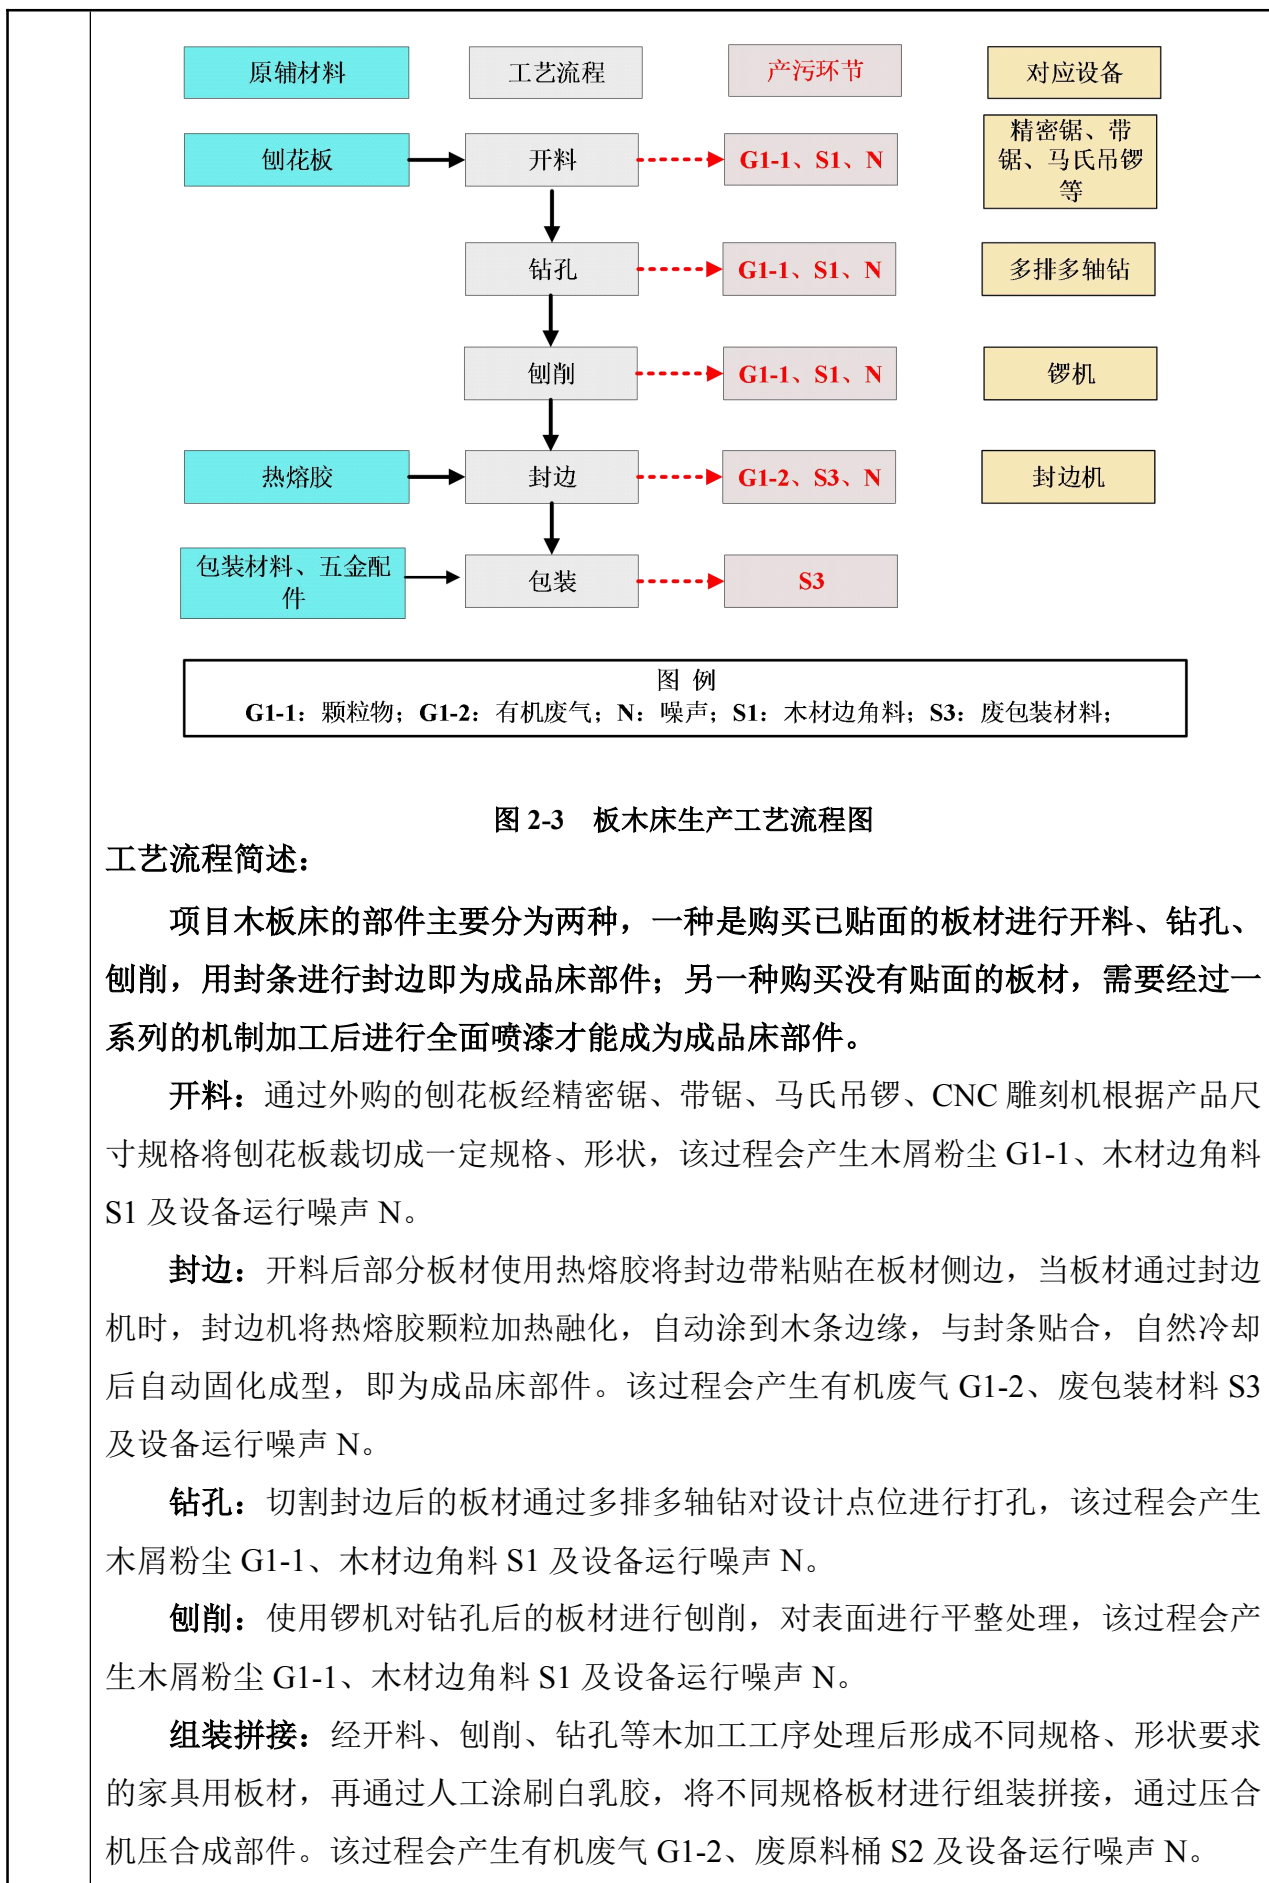 原辅材料 工艺流程 产污环节 对应设备
刨花板 开料 G1-1、S1、N 精密锯、带
锯、马氏吊锣
等
钻孔 G1-1、S1、N 多排多轴钻
刨削 G1-1、S1、N 锣机
热熔胶 封边 G1-2、S3、N 封边机
包装材料、五金配
件
包装 S3
图 例
G1-1：颗粒物；G1-2：有机废气；N：噪声；S1：木材边角料；S3：废包装材料；
图 2-3 板木床生产工艺流程图
工艺流程简述：
项目木板床的部件主要分为两种，一种是购买已贴面的板材进行开料、钻孔、
刨削，用封条进行封边即为成品床部件；另一种购买没有贴面的板材，需要经过一
系列的机制加工后进行全面喷漆才能成为成品床部件。
开料：通过外购的刨花板经精密锯、带锯、马氏吊锣、CNC 雕刻机根据产品尺
寸规格将刨花板裁切成一定规格、形状，该过程会产生木屑粉尘 G1-1、木材边角料
S1 及设备运行噪声 N。
封边：开料后部分板材使用热熔胶将封边带粘贴在板材侧边，当板材通过封边
机时，封边机将热熔胶颗粒加热融化，自动涂到木条边缘，与封条贴合，自然冷却
后自动固化成型，即为成品床部件。该过程会产生有机废气 G1-2、废包装材料 S3
及设备运行噪声 N。
钻孔：切割封边后的板材通过多排多轴钻对设计点位进行打孔，该过程会产生
木屑粉尘 G1-1、木材边角料 S1 及设备运行噪声 N。
刨削：使用锣机对钻孔后的板材进行刨削，对表面进行平整处理，该过程会产
生木屑粉尘 G1-1、木材边角料 S1 及设备运行噪声 N。
组装拼接：经开料、刨削、钻孔等木加工工序处理后形成不同规格、形状要求
的家具用板材，再通过人工涂刷白乳胶，将不同规格板材进行组装拼接，通过压合
机压合成部件。该过程会产生有机废气 G1-2、废原料桶 S2 及设备运行噪声 N。